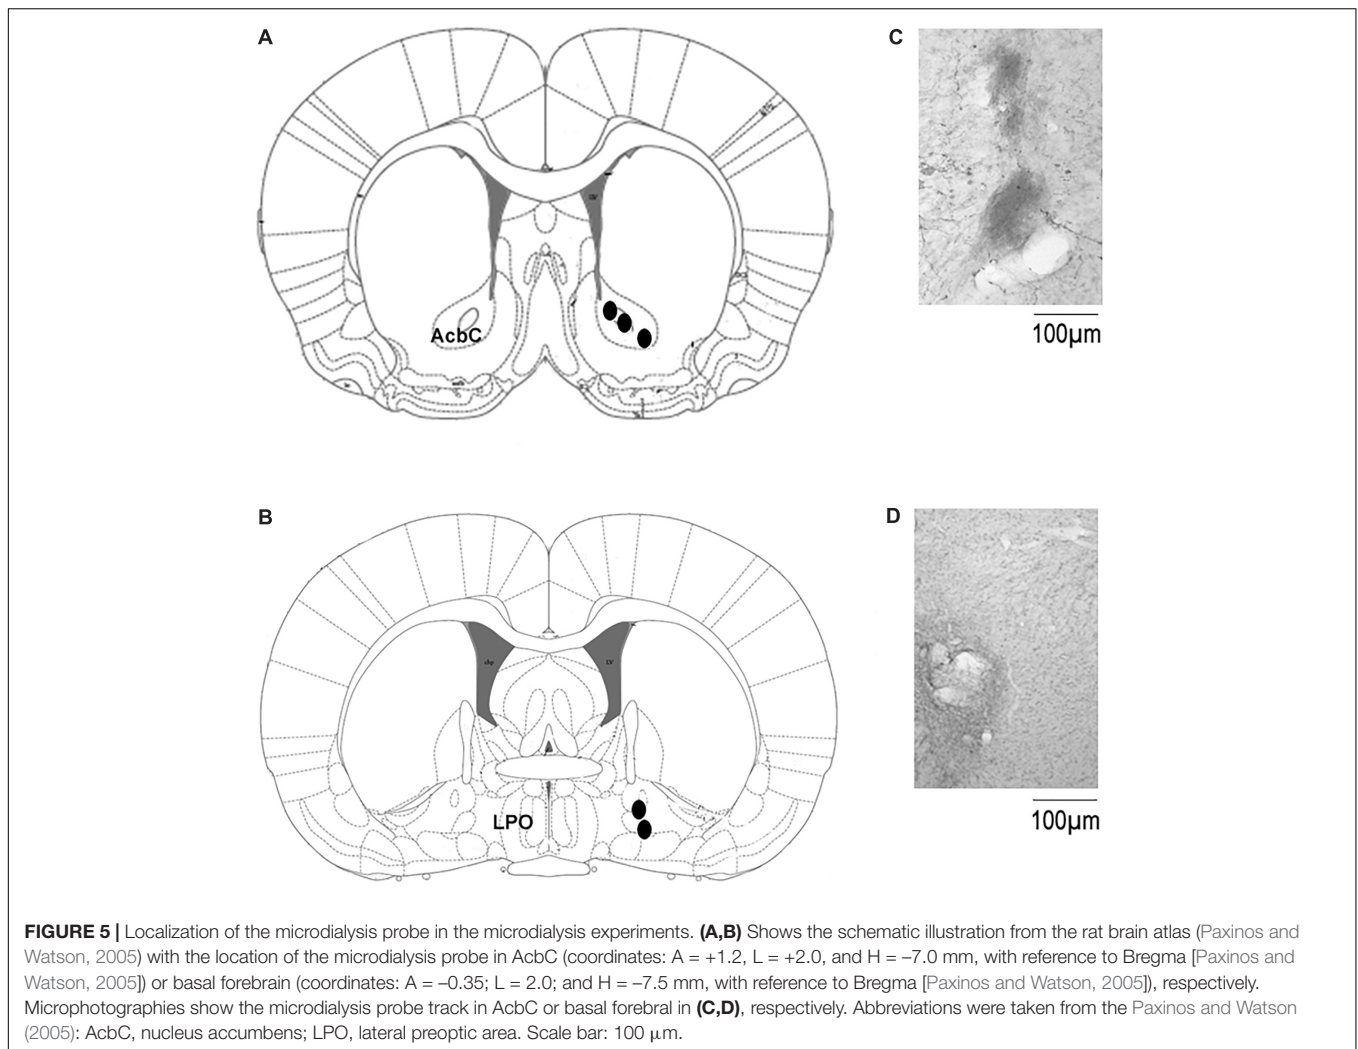 A
C
AcbC
100µm
B
D
chp
LV
LPO
100µm
FIGURE 5 | Localization of the microdialysis probe in the microdialysis experiments. (A,B) Shows the schematic illustration from the rat brain atlas (Paxinos and
Watson, 2005) with the location of the microdialysis probe in AcbC (coordinates: A = +1.2, L = +2.0, and H = –7.0 mm, with reference to Bregma [Paxinos and
Watson, 2005]) or basal forebrain (coordinates: A = –0.35; L = 2.0; and H = –7.5 mm, with reference to Bregma [Paxinos and Watson, 2005]), respectively.
Microphotographies show the microdialysis probe track in AcbC or basal forebral in (C,D), respectively. Abbreviations were taken from the Paxinos and Watson
(2005): AcbC, nucleus accumbens; LPO, lateral preoptic area. Scale bar: 100 µm.